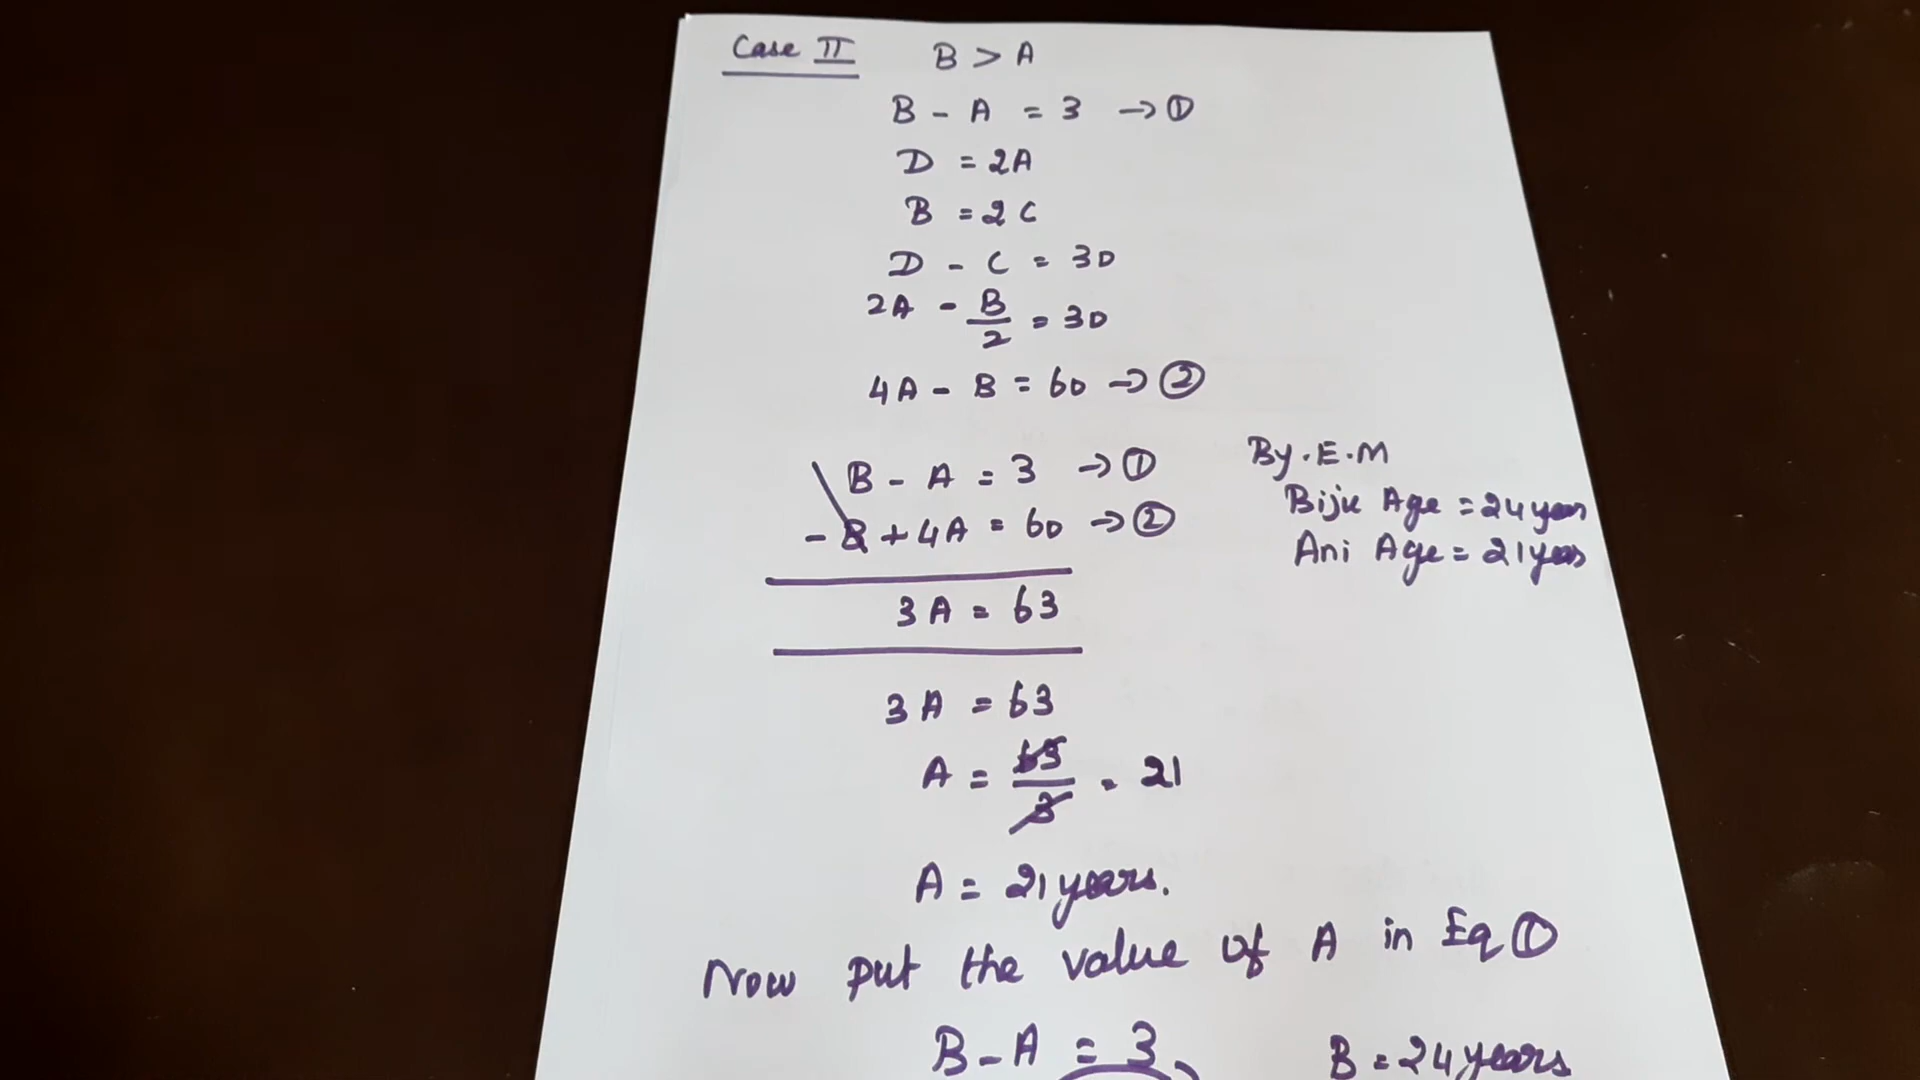 Case II B > A
B - A = 3 → ①
D = 2A
B = 2C
D - C = 30
2A - B/2 = 30
4A - B = 60 → ②
B - A = 3 → ①
- B + 4A = 60 → ②
3A = 63
3A = 63
A = 63/3 = 21
A = 21 years.
Now put the value of A in Eq ①
B - A = 3
By. E.M
Biju Age = 24 years
Ani Age = 21 years
B = 24 years